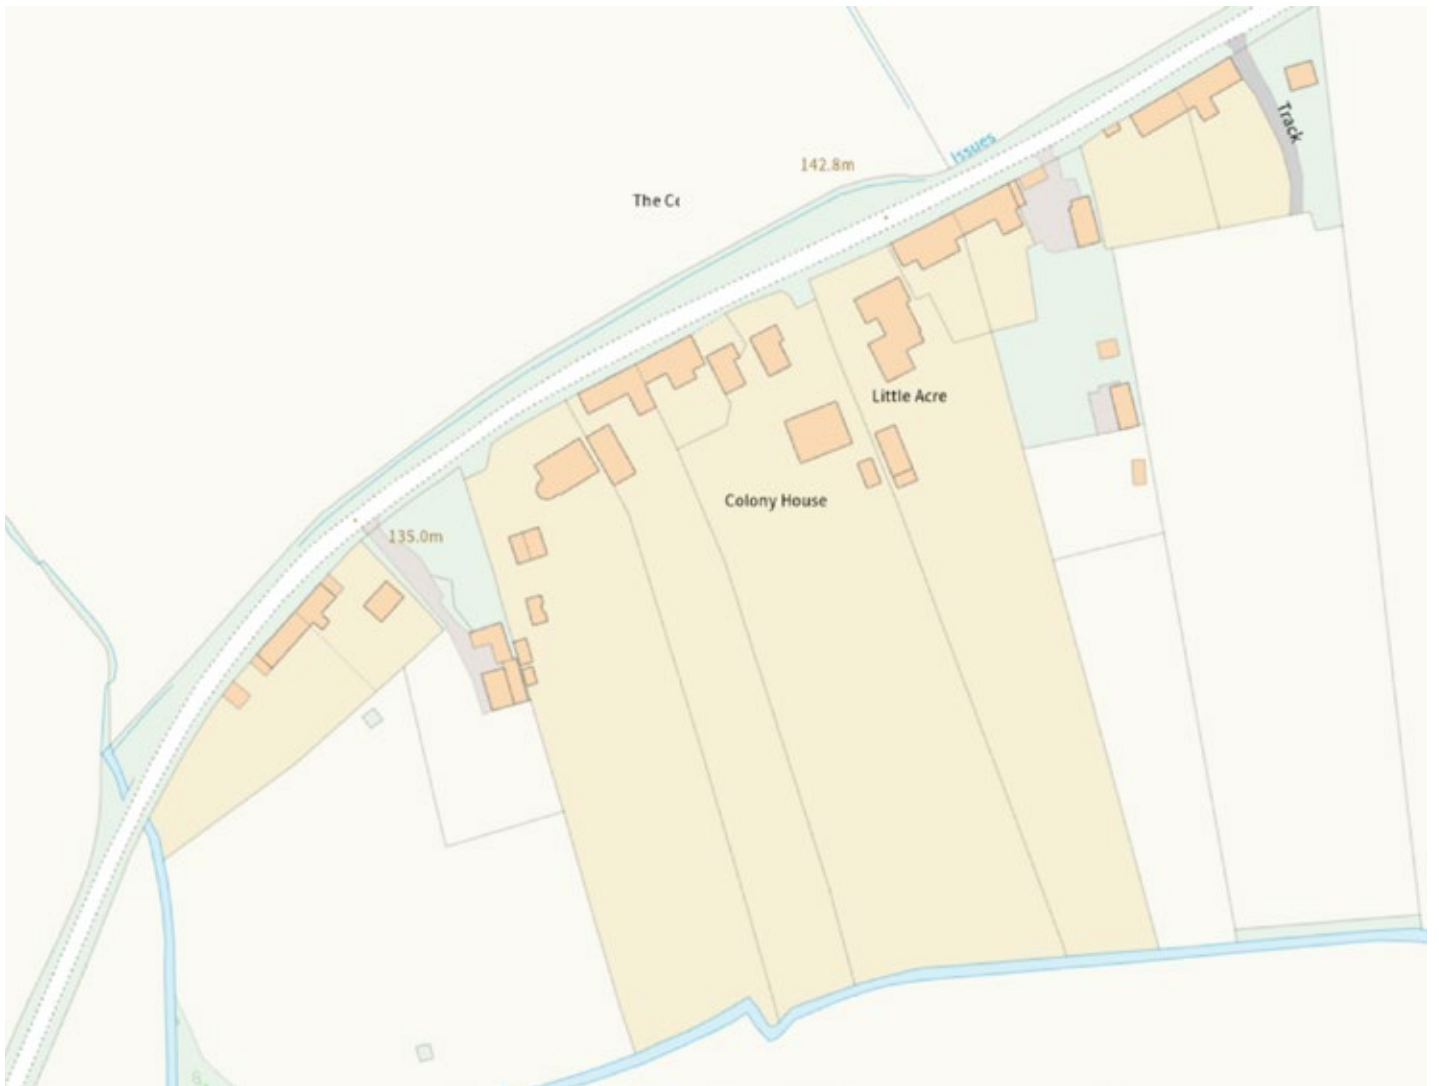 Issues
Track
142.8m
The Co
Little Acre
Colony House
135.0m